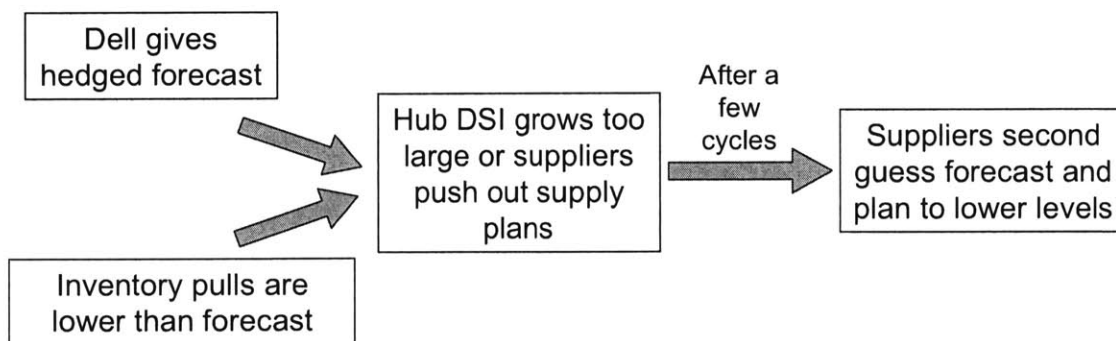 Dell gives
hedged forecast
Inventory pulls are
lower than forecast
Hub DSI grows too
large or suppliers
push out supply
plans
After a
few
cycles
Suppliers second
guess forecast and
plan to lower levels